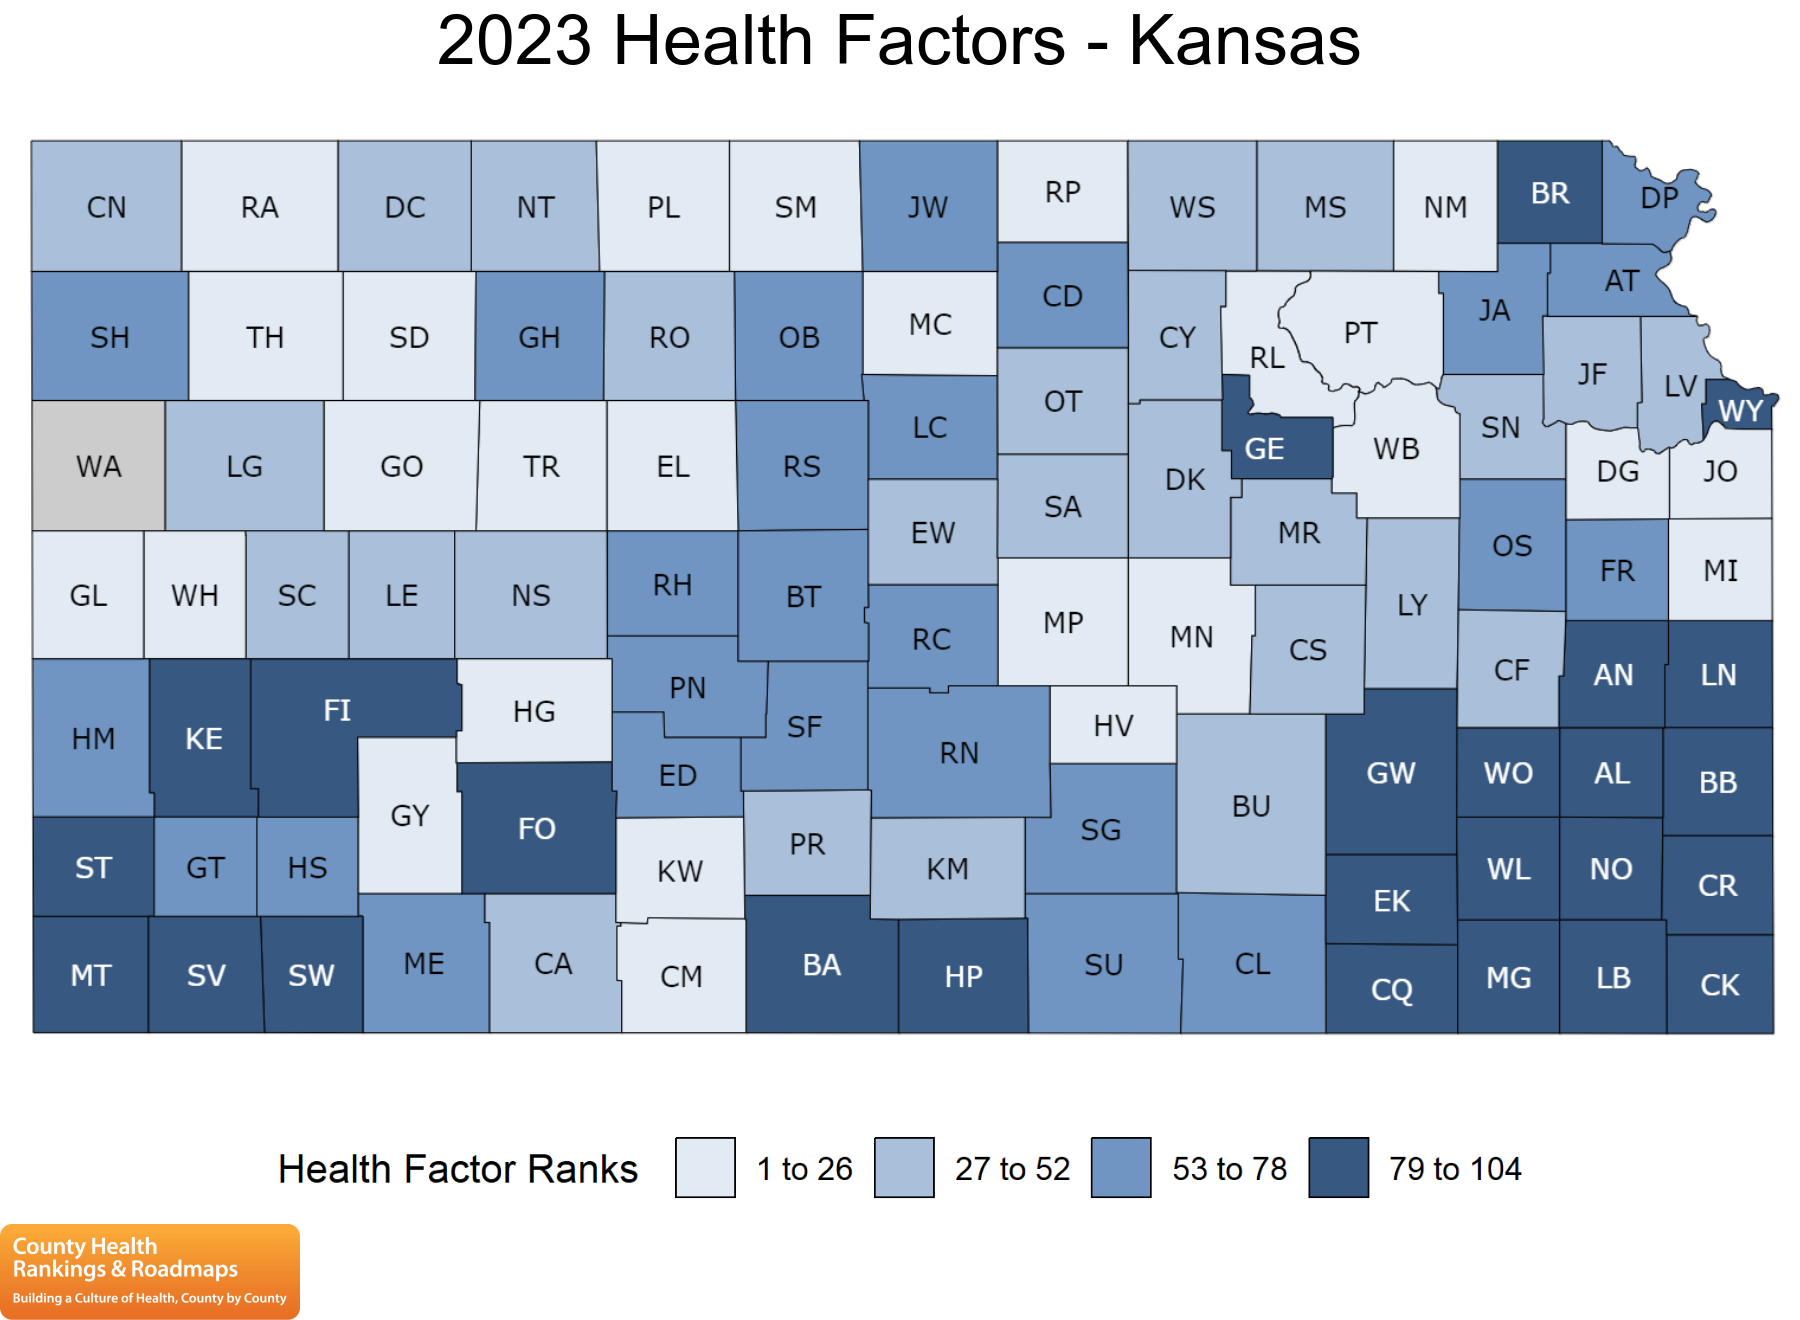 2023 Health Factors - Kansas
CN RA DC NT PL SM JW RP WS MS NM BR DP
SH TH SD GH RO OB MC CD CY RL PT JA AT
WA LG GO TR EL RS LC OT DK GE WB SN JF LV WY
EW SA MR OS DG JO
GL WH SC LE NS RH BT RC MP MN CS LY CF FR MI
HM KE FI HG PN SF RN HV GW AN LN
GY FO ED PR SG BU WO AL BB
ST GT HS KW KM EK WL NO CR
MT SV SW ME CA CM BA HP SU CL CQ MG LB CK
Health Factor Ranks 1 to 26 27 to 52 53 to 78 79 to 104
County Health
Rankings & Roadmaps
Building a Culture of Health, County by County